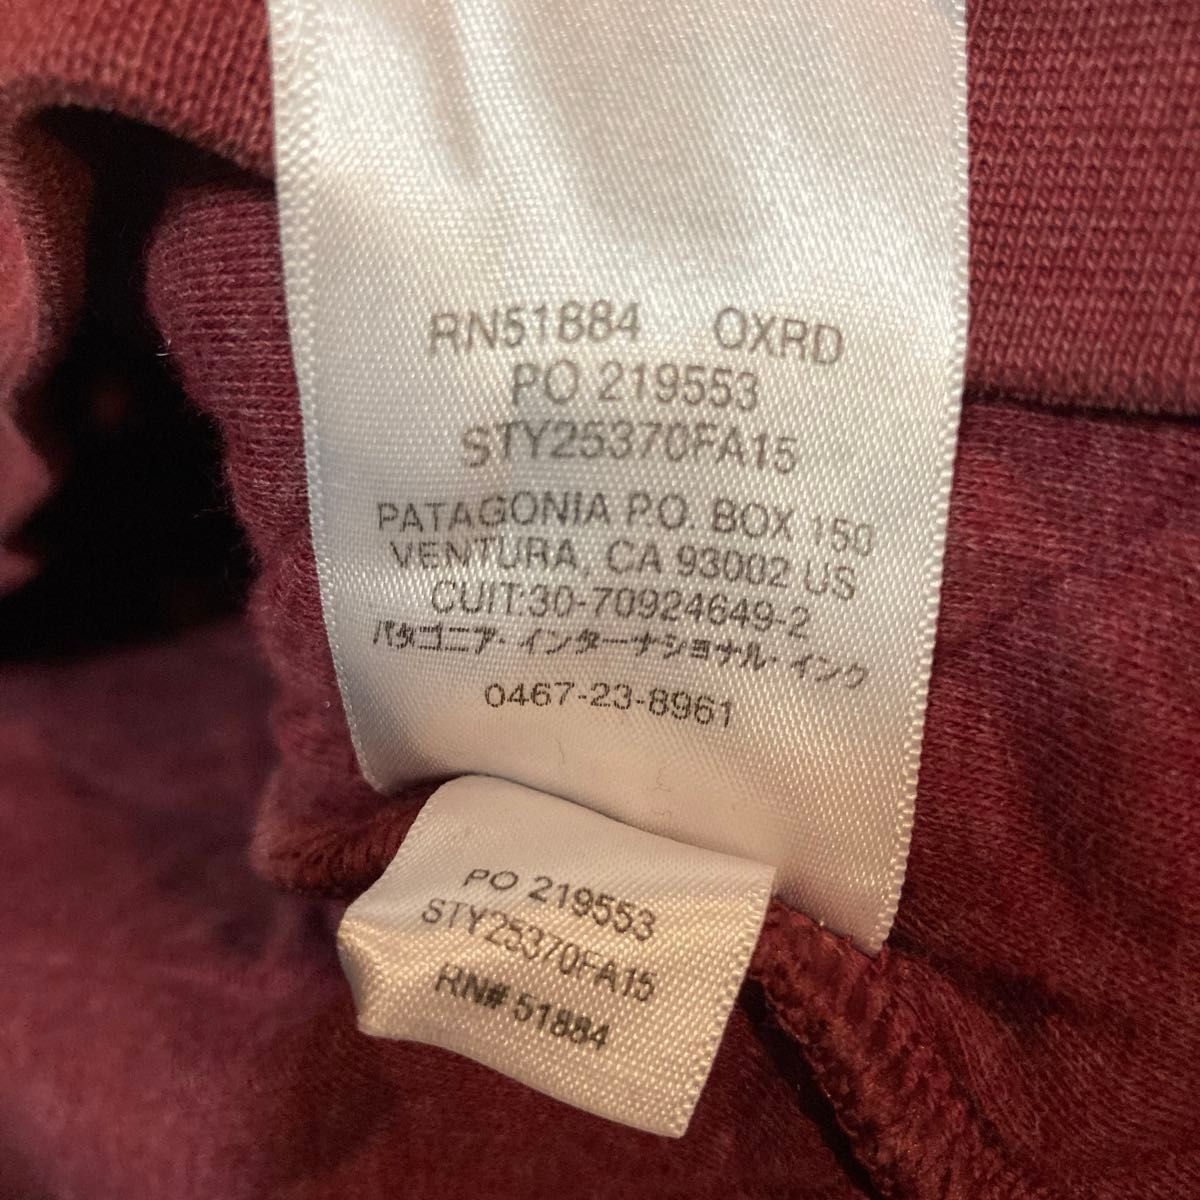 RN51884 OXRD
PO 219553
STY25370FA15
PATAGONIA P.O. BOX 150
VENTURA, CA 93002 US
CUIT:30-70924649-2
パタゴニア・インターナショナル・インク
0467-23-8961
PO 219553
STY25370FA15
RN# 51884